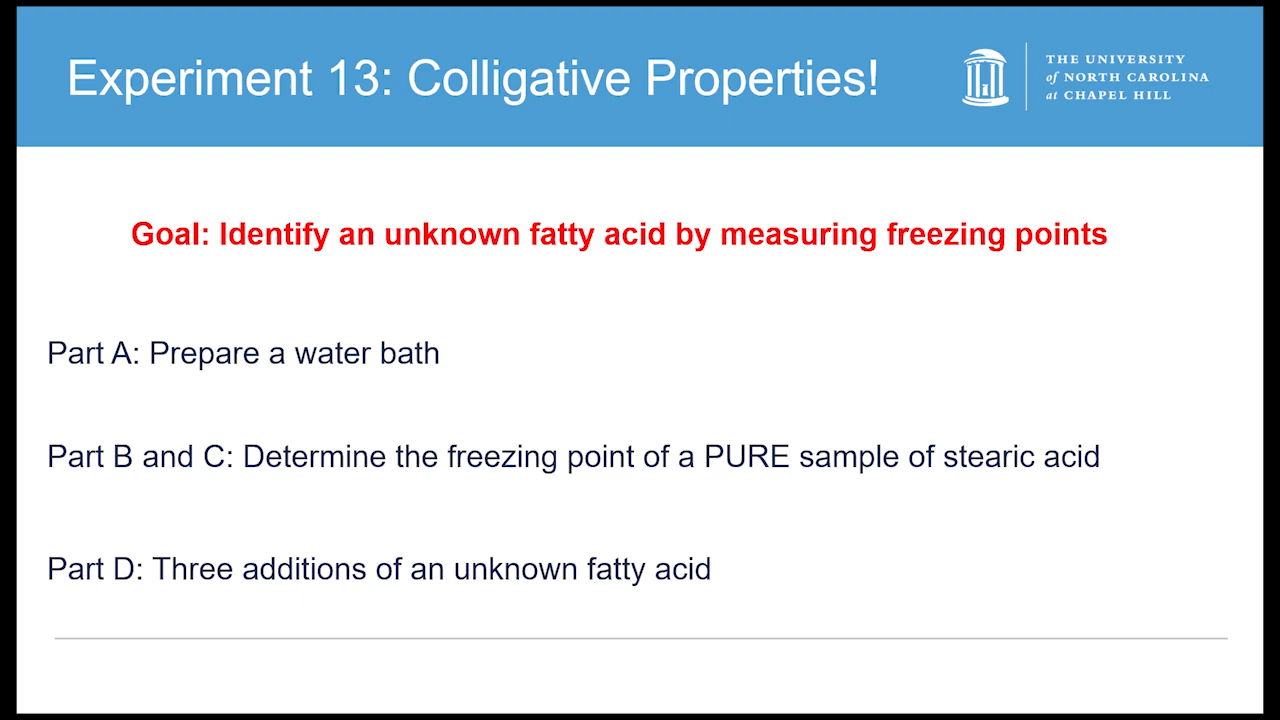 Experiment 13: Colligative Properties!
THE UNIVERSITY
of NORTH CAROLINA
at CHAPEL HILL
Goal: Identify an unknown fatty acid by measuring freezing points
Part A: Prepare a water bath
Part B and C: Determine the freezing point of a PURE sample of stearic acid
Part D: Three additions of an unknown fatty acid